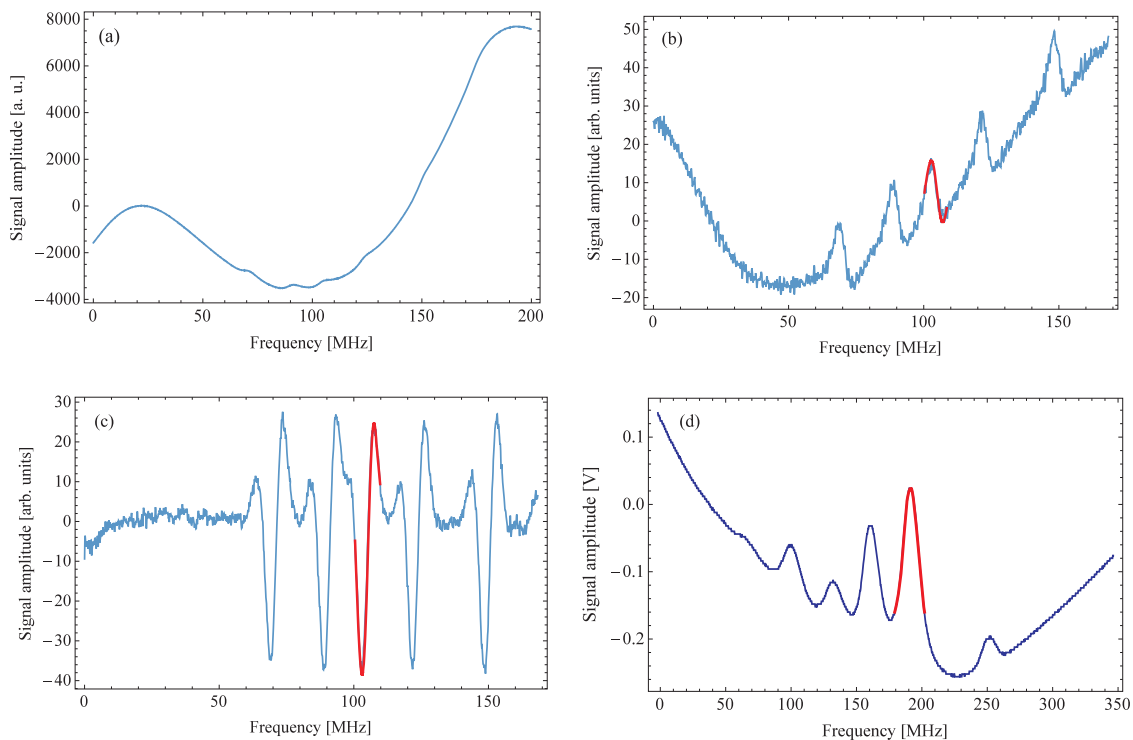 (a)
Signal amplitude [a. u.]
8000
6000
4000
2000
0
−2000
−4000
0 50 100 150 200
Frequency [MHz]
(b)
Signal amplitude [arb. units]
50
40
30
20
10
0
−10
−20
0 50 100 150
Frequency [MHz]
(c)
Signal amplitude [arb. units]
30
20
10
0
−10
−20
−30
−40
0 50 100 150
Frequency [MHz]
(d)
Signal amplitude [V]
0.1
0.0
−0.1
−0.2
0 50 100 150 200 250 300 350
Frequency [MHz]